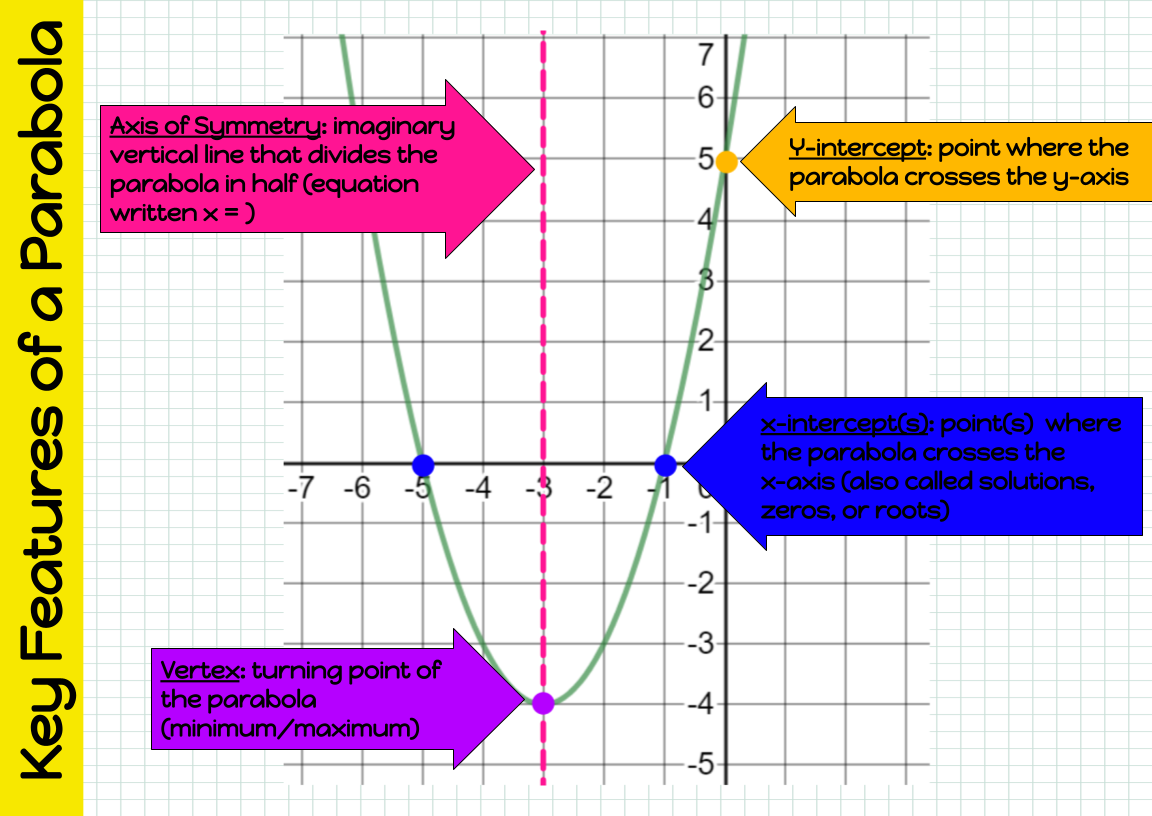 Key Features of a Parabola
7
Axis of Symmetry: imaginary
vertical line that divides the
parabola in half (equation
written x = )
6
Y-intercept: point where the
parabola crosses the y-axis
5
4
3
2
1
x-intercept(s): point(s) where
the parabola crosses the
x-axis (also called solutions,
zeros, or roots)
-7 -6 -5 -4 -3 -2 -1 0
-1
-2
-3
Vertex: turning point of
the parabola
(minimum/maximum)
-4
-5